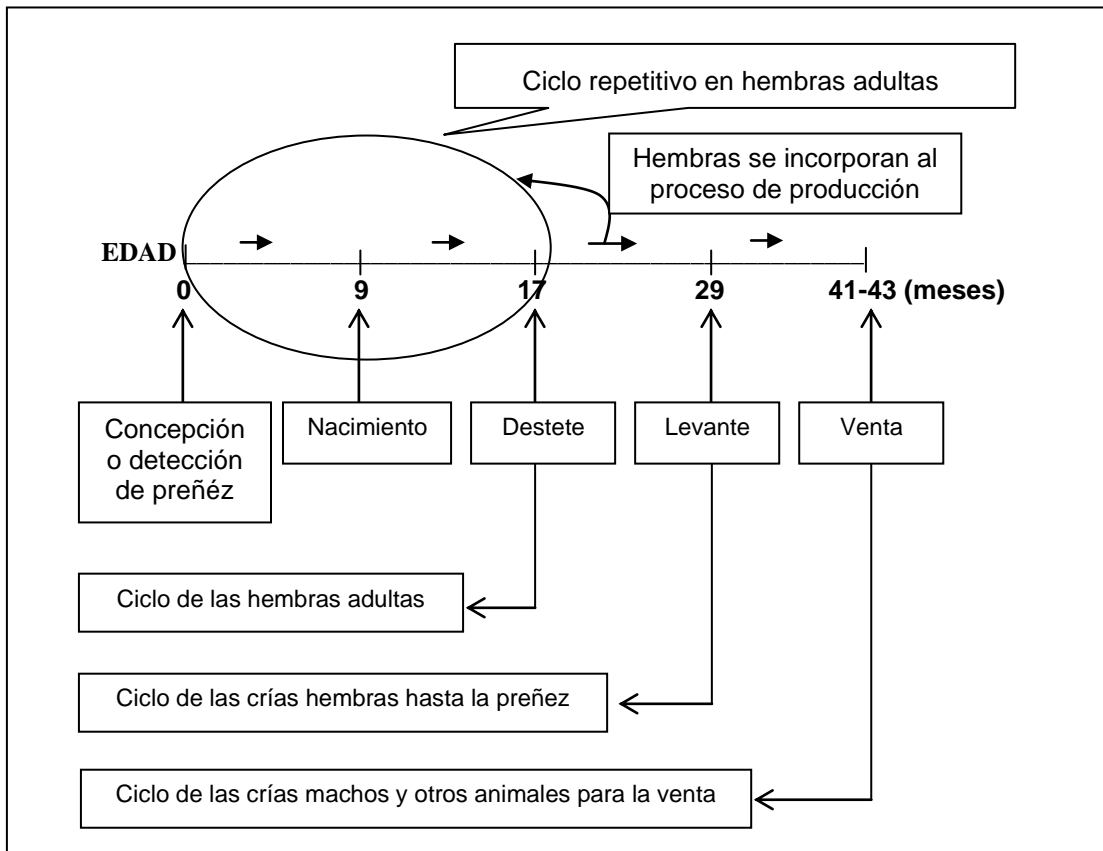 Ciclo repetitivo en hembras adultas
Hembras se incorporan al
proceso de producción
EDAD
0 9 17 29 41-43 (meses)
Concepción
o detección
de preñéz
Nacimiento
Destete
Levante
Venta
Ciclo de las hembras adultas
Ciclo de las crías hembras hasta la preñez
Ciclo de las crías machos y otros animales para la venta